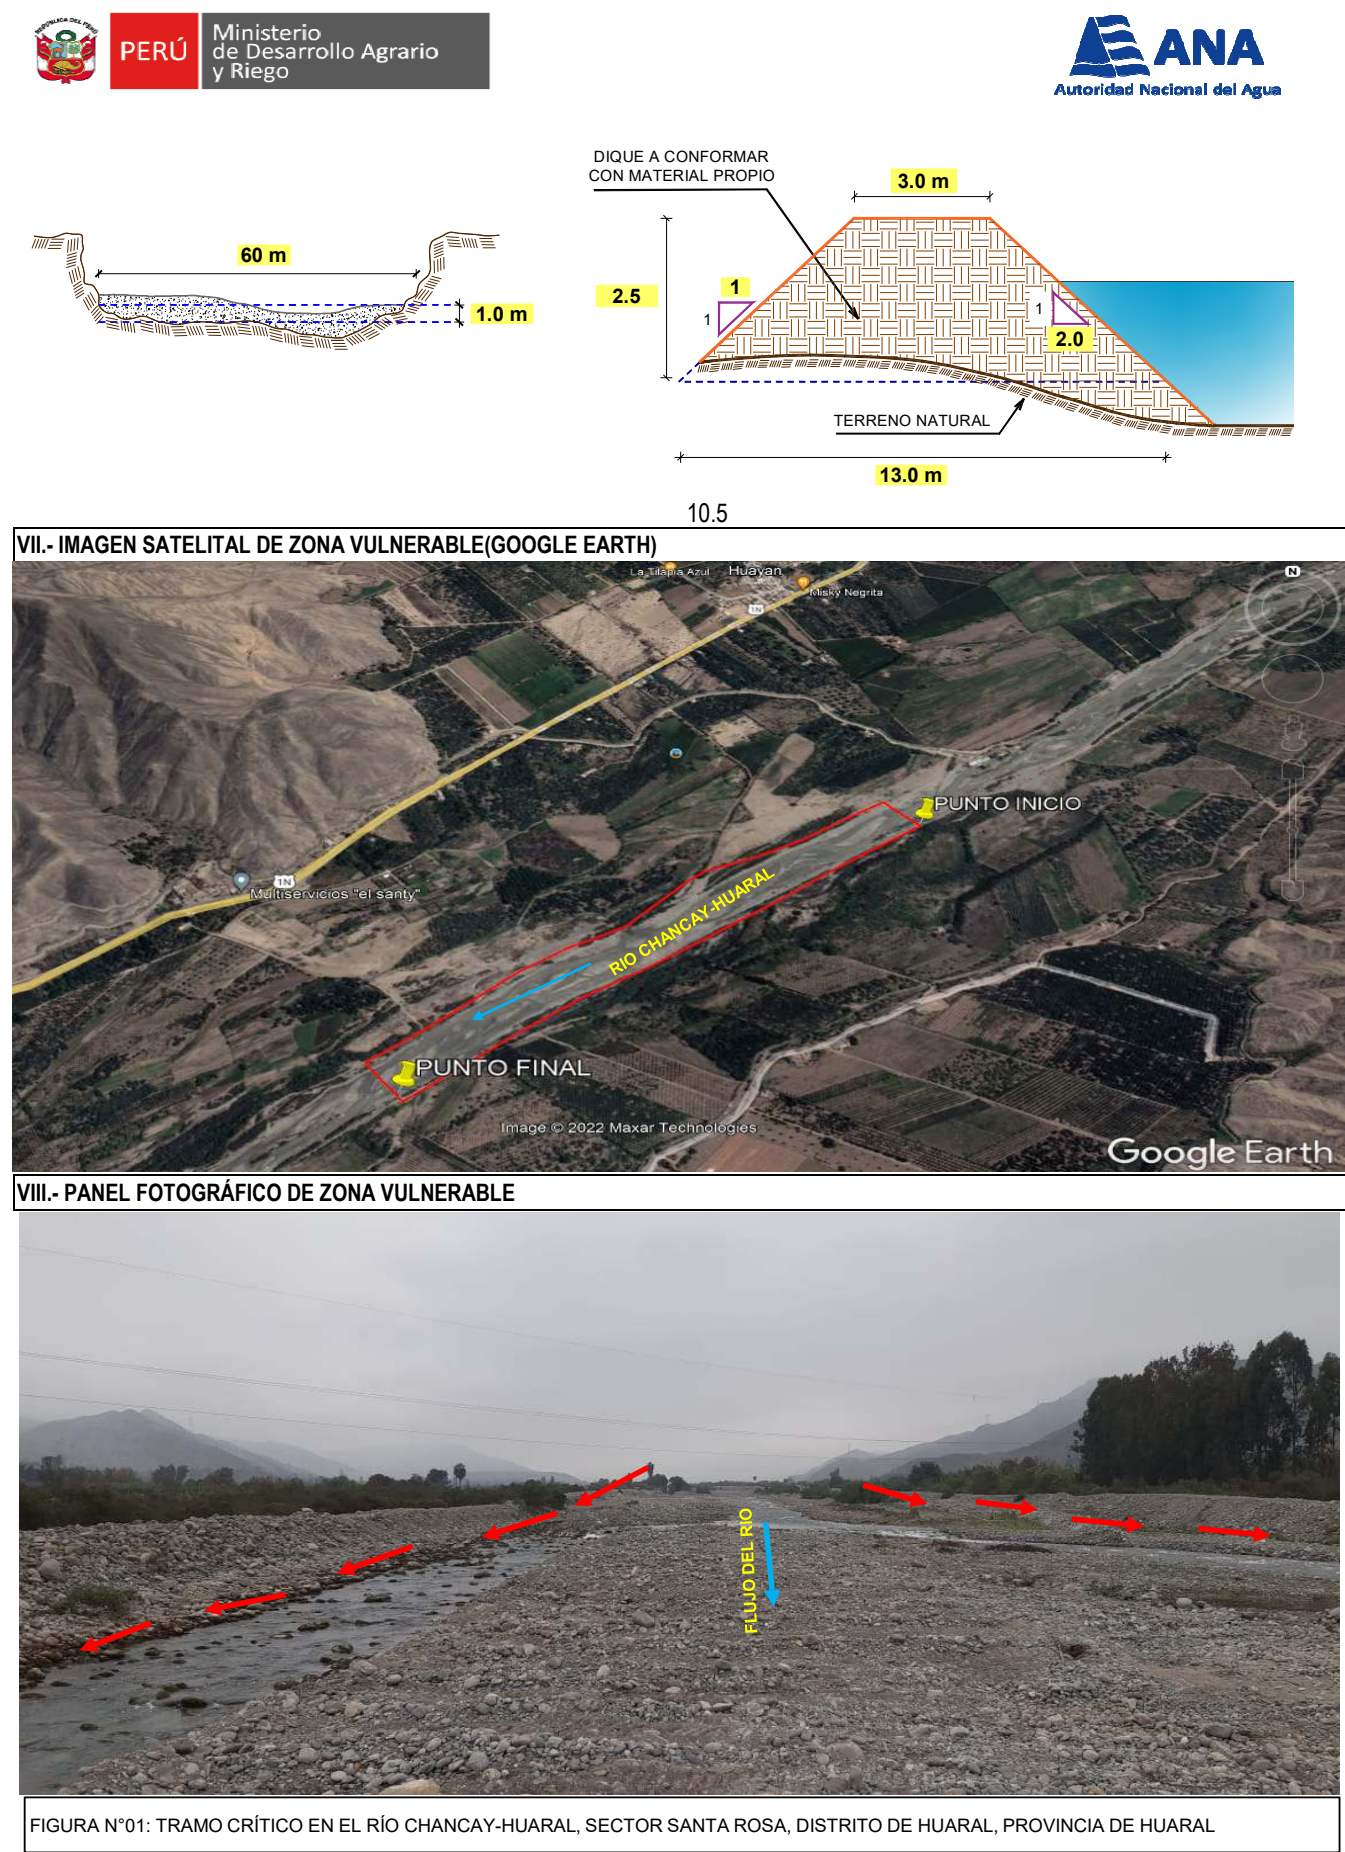 REPÚBLICA DEL PERÚ
PERÚ
Ministerio
de Desarrollo Agrario
y Riego
ANA
Autoridad Nacional del Agua
DIQUE A CONFORMAR
CON MATERIAL PROPIO
3.0 m
60 m
1.0 m
2.5
1
1
1
2.0
TERRENO NATURAL
13.0 m
10.5
VII.- IMAGEN SATELITAL DE ZONA VULNERABLE(GOOGLE EARTH)
La Tilapia Azul
Huayan
Misky Negrita
1N
N
PUNTO INICIO
1N
Multiservicios "el santy"
RIO CHANCAY-HUARAL
PUNTO FINAL
Image © 2022 Maxar Technologies
Google Earth
VIII.- PANEL FOTOGRÁFICO DE ZONA VULNERABLE
FLUJO DEL RIO
FIGURA N°01: TRAMO CRÍTICO EN EL RÍO CHANCAY-HUARAL, SECTOR SANTA ROSA, DISTRITO DE HUARAL, PROVINCIA DE HUARAL